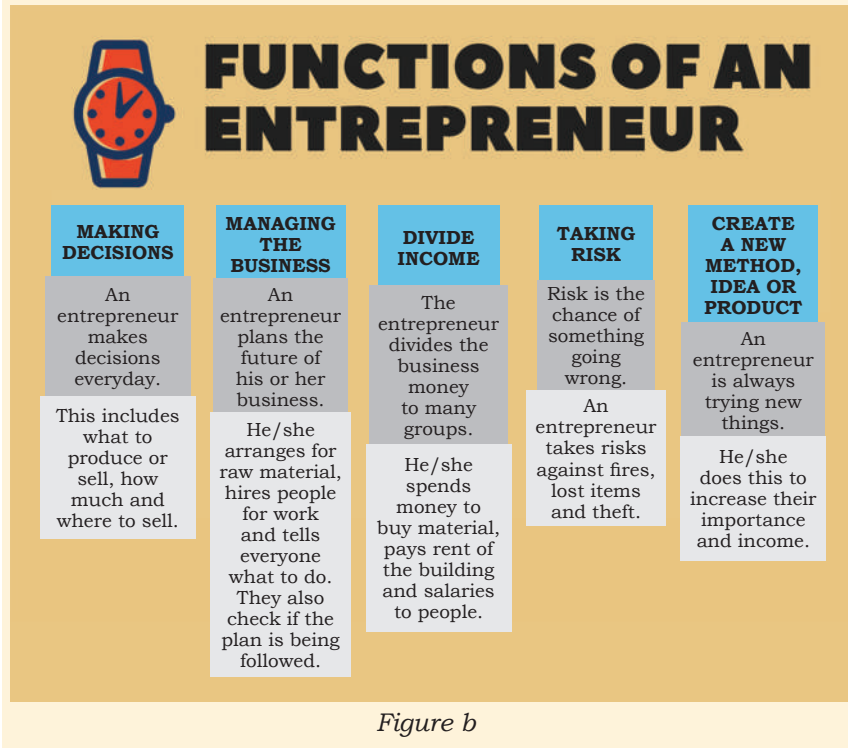 FUNCTIONS OF AN
ENTREPRENEUR
MAKING
DECISIONS
An
entrepreneur
makes
decisions
everyday.
This includes
what to
produce or
sell, how
much and
where to sell.
MANAGING
THE
BUSINESS
An
entrepreneur
plans the
future of
his or her
business.
He/she
arranges for
raw material,
hires people
for work
and tells
everyone
what to do.
They also
check if the
plan is being
followed.
DIVIDE
INCOME
The
entrepreneur
divides the
business
money
to many
groups.
He/she
spends
money to
buy material,
pays rent of
the building
and salaries
to people.
TAKING
RISK
Risk is the
chance of
something
going
wrong.
An
entrepreneur
takes risks
against fires,
lost items
and theft.
CREATE
A NEW
METHOD,
IDEA OR
PRODUCT
An
entrepreneur
is always
trying new
things.
He/she
does this to
increase their
importance
and income.
Figure b